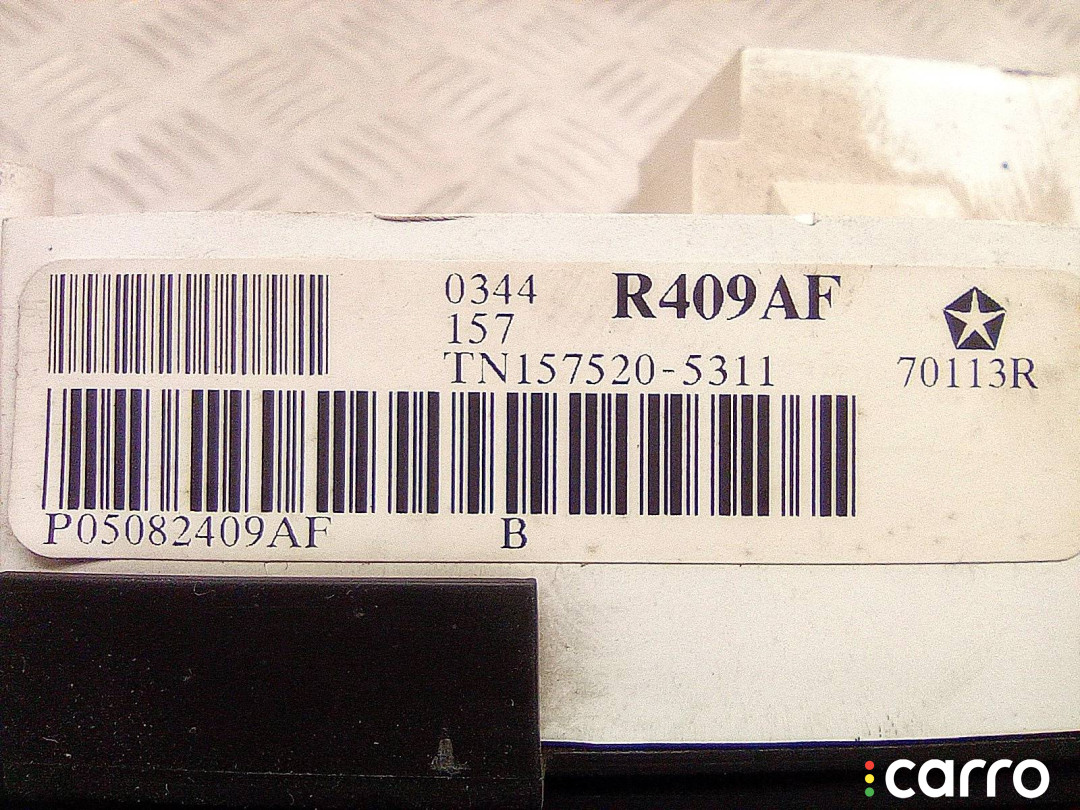 0344 R409AF
157
TN157520-5311
70113R
P05082409AF B
carro